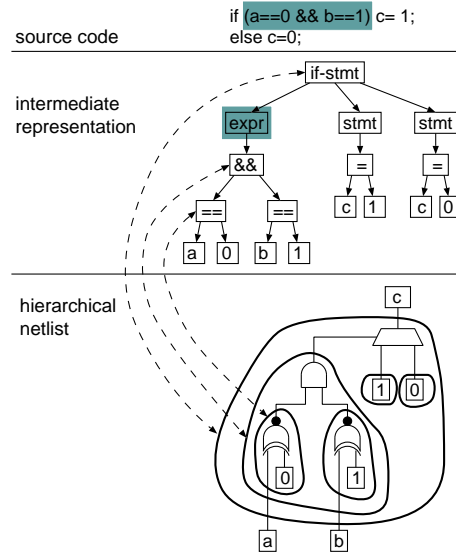 if (a==0 && b==1) c= 1;
source code
else c=0;
if-stmt
intermediate
representation
expr stmt stmt
&& = =
c 1 c 0
== ==
a 0 b 1
hierarchical
netlist
c
1 0
0 1
a b